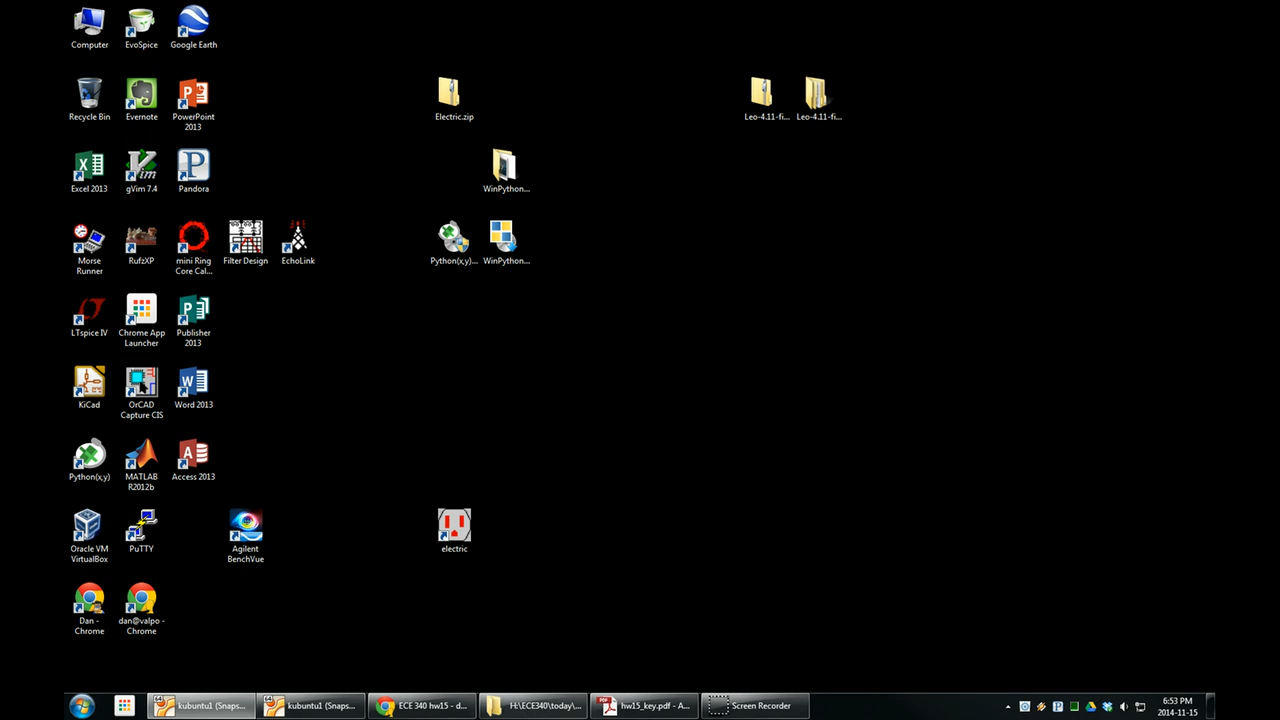 Computer
EvoSpice
Google Earth
Recycle Bin
Evernote
PowerPoint
2013
Electric.zip
Leo-4.11-fi...
Leo-4.11-fi...
Excel 2013
gVim 7.4
Pandora
WinPython...
Morse
Runner
RufzXP
mini Ring
Core Cal...
Filter Design
EchoLink
Python(x,y)...
WinPython...
LTspice IV
Chrome App
Launcher
Publisher
2013
KiCad
OrCAD
Capture CIS
Word 2013
Python(x,y)
MATLAB
R2012b
Access 2013
Oracle VM
VirtualBox
PuTTY
Agilent
BenchVue
electric
Dan -
Chrome
dan@valpo -
Chrome
kubuntu1 (Snaps...
kubuntu1 (Snaps...
ECE 340 hw15 - d...
H:\ECE340\today\...
hw15_key.pdf - A...
Screen Recorder
6:53 PM
2014-11-15